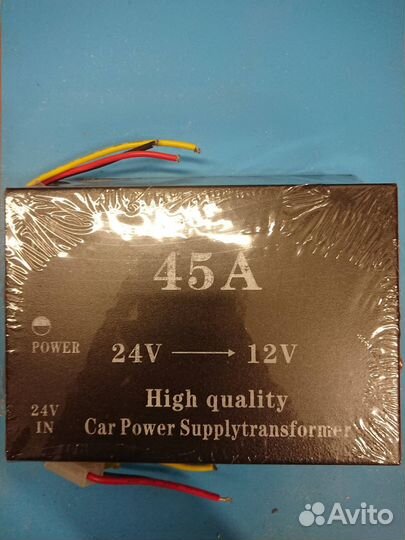 45A
POWER
24V → 12V
24V
IN
High quality
Car Power Supplytransformer
Avito